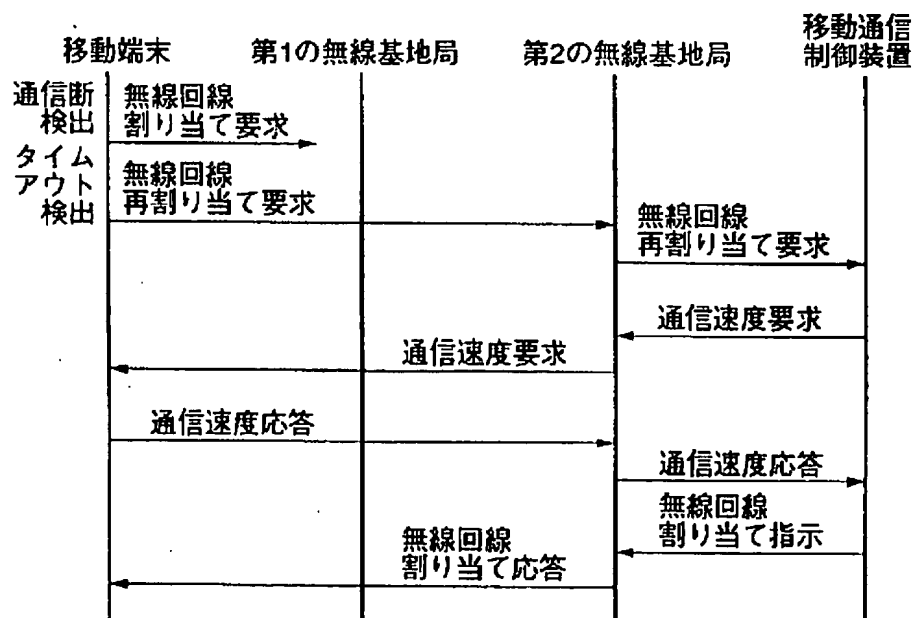 移動端末
第1の無線基地局
第2の無線基地局
移動通信
制御装置
通信断
検出
無線回線
割り当て要求
タイム
アウト
検出
無線回線
再割り当て要求
無線回線
再割り当て要求
通信速度要求
通信速度要求
通信速度応答
通信速度応答
無線回線
割り当て指示
無線回線
割り当て応答